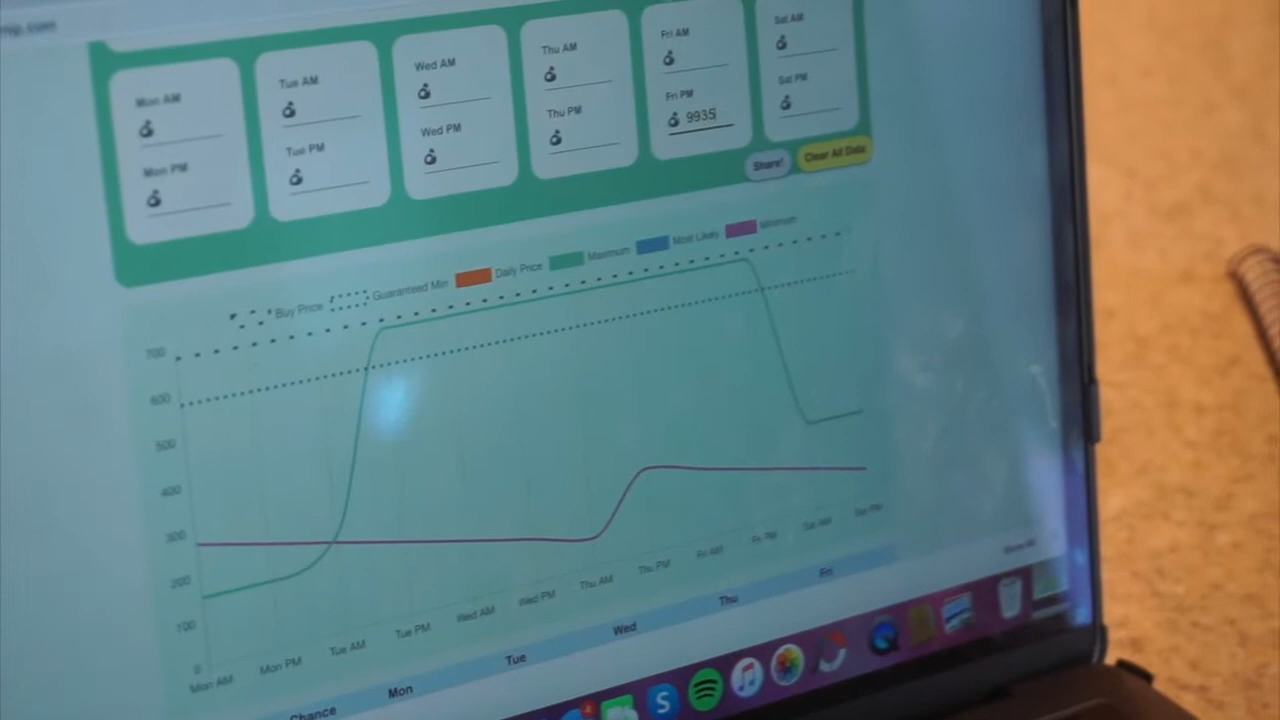 Mon AM
Tue AM
Wed AM
Thu AM
Fri AM
Sat AM
Mon PM
Tue PM
Wed PM
Thu PM
Fri PM
9935
Sat PM
Share!
Clear All Data
Buy Price
Guaranteed Min
Daily Price
Maximum
Most Likely
Minimum
700
600
500
400
300
200
100
0
Mon AM
Mon PM
Tue AM
Tue PM
Wed AM
Wed PM
Thu AM
Thu PM
Fri AM
Fri PM
Sat AM
Sat PM
Chance
Mon
Tue
Wed
Thu
Fri
S